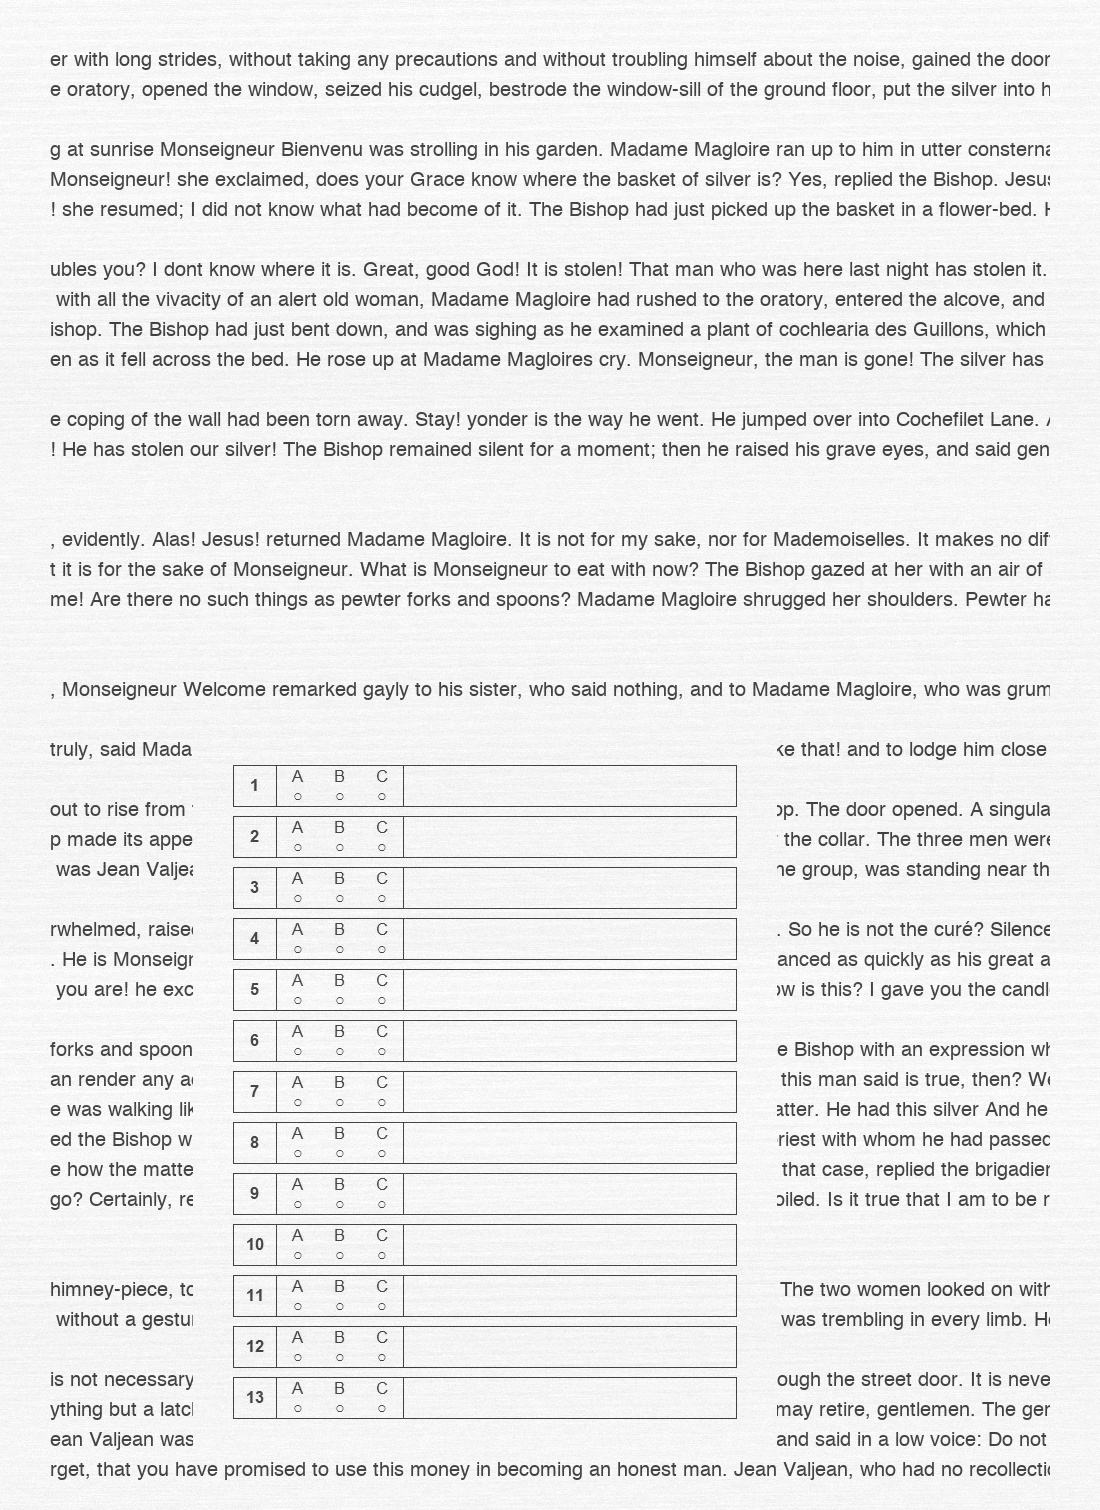 er with long strides, without taking any precautions and without troubling himself about the noise, gained the door
e oratory, opened the window, seized his cudgel, bestrode the window-sill of the ground floor, put the silver into
g at sunrise Monseigneur Bienvenu was strolling in his garden. Madame Magloire ran up to him in utter consterna
Monseigneur! she exclaimed, does your Grace know where the basket of silver is? Yes, replied the Bishop. Jesus
! she resumed; I did not know what had become of it. The Bishop had just picked up the basket in a flower-bed.
ubles you? I dont know where it is. Great, good God! It is stolen! That man who was here last night has stolen it.
with all the vivacity of an alert old woman, Madame Magloire had rushed to the oratory, entered the alcove, and
ishop. The Bishop had just bent down, and was sighing as he examined a plant of cochlearia des Guillons, which
en as it fell across the bed. He rose up at Madame Magloires cry. Monseigneur, the man is gone! The silver has
e coping of the wall had been torn away. Stay! yonder is the way he went. He jumped over into Cochefilet Lane.
! He has stolen our silver! The Bishop remained silent for a moment; then he raised his grave eyes, and said gen
, evidently. Alas! Jesus! returned Madame Magloire. It is not for my sake, nor for Mademoiselles. It makes no dif
t it is for the sake of Monseigneur. What is Monseigneur to eat with now? The Bishop gazed at her with an air of
me! Are there no such things as pewter forks and spoons? Madame Magloire shrugged her shoulders. Pewter ha
, Monseigneur Welcome remarked gayly to his sister, who said nothing, and to Madame Magloire, who was grum
truly, said Mada ke that! and to lodge him close
1 A B C
out to rise from op. The door opened. A singula
2 A B C
p made its appe the collar. The three men were
was Jean Valjea he group, was standing near th
3 A B C
rwhelmed, raised . So he is not the curé? Silence
4 A B C
. He is Monseign anced as quickly as his great a
you are! he exc ow is this? I gave you the candl
5 A B C
forks and spoon e Bishop with an expression wh
6 A B C
an render any a this man said is true, then? We
7 A B C
e was walking lik atter. He had this silver And he
ed the Bishop w riest with whom he had passed
8 A B C
e how the matte that case, replied the brigadier
9 A B C
go? Certainly, re oiled. Is it true that I am to be r
10 A B C
himney-piece, to The two women looked on with
11 A B C
without a gestu was trembling in every limb. He
12 A B C
is not necessary ough the street door. It is neve
13 A B C
ything but a latc may retire, gentlemen. The gen
ean Valjean was and said in a low voice: Do not
rget, that you have promised to use this money in becoming an honest man. Jean Valjean, who had no recollectio